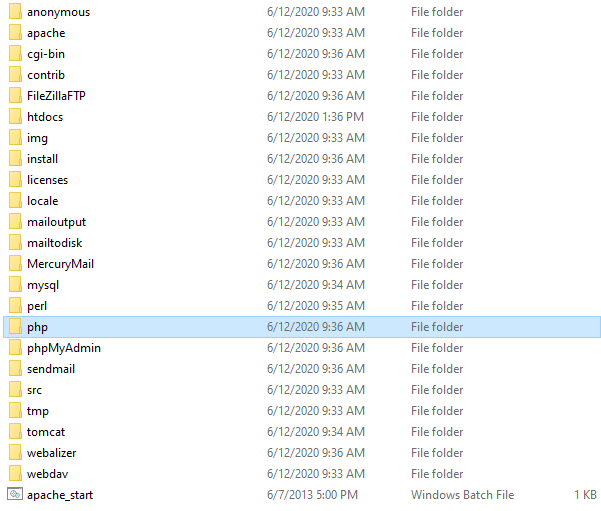 anonymous 6/12/2020 9:33 AM File folder
apache 6/12/2020 9:33 AM File folder
cgi-bin 6/12/2020 9:36 AM File folder
contrib 6/12/2020 9:33 AM File folder
FileZillaFTP 6/12/2020 9:36 AM File folder
htdocs 6/12/2020 1:36 PM File folder
img 6/12/2020 9:33 AM File folder
install 6/12/2020 9:36 AM File folder
licenses 6/12/2020 9:33 AM File folder
locale 6/12/2020 9:33 AM File folder
mailoutput 6/12/2020 9:33 AM File folder
mailtodisk 6/12/2020 9:33 AM File folder
MercuryMail 6/12/2020 9:36 AM File folder
mysql 6/12/2020 9:34 AM File folder
perl 6/12/2020 9:35 AM File folder
php 6/12/2020 9:36 AM File folder
phpMyAdmin 6/12/2020 9:36 AM File folder
sendmail 6/12/2020 9:36 AM File folder
src 6/12/2020 9:33 AM File folder
tmp 6/12/2020 9:33 AM File folder
tomcat 6/12/2020 9:34 AM File folder
webalizer 6/12/2020 9:36 AM File folder
webdav 6/12/2020 9:33 AM File folder
apache_start 6/7/2013 5:00 PM Windows Batch File 1 KB